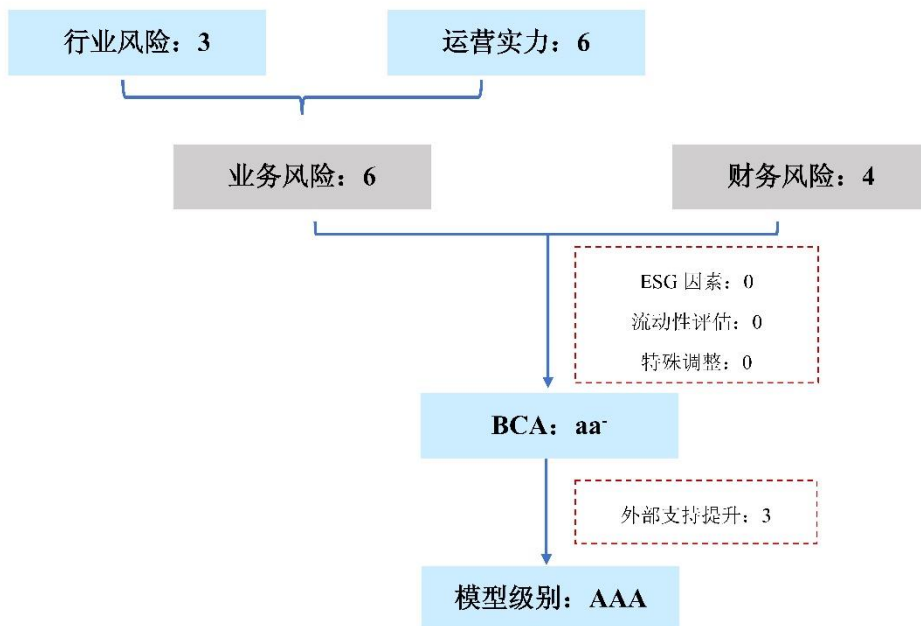 行业风险：3
运营实力：6
业务风险：6
财务风险：4
ESG 因素：0
流动性评估：0
特殊调整：0
BCA：aa⁻
外部支持提升：3
模型级别：AAA